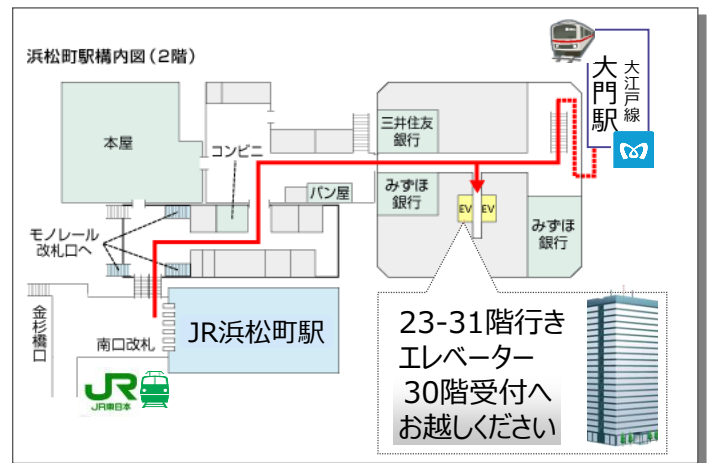 浜松町駅構内図(2階)
大江戸線
大門駅
本屋
コンビニ
三井住友
銀行
パン屋
みずほ
銀行
EV EV
みずほ
銀行
モノレール
改札口へ
金杉橋口
南口改札
JR浜松町駅
JR
JR東日本
23-31階行き
エレベーター
30階受付へ
お越しください